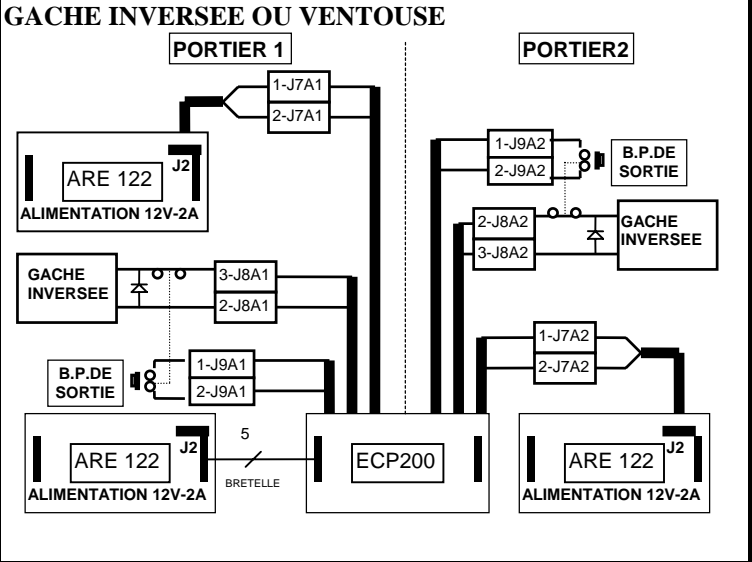 GACHE INVERSEE OU VENTOUSE
PORTIER 1
PORTIER2
1-J7A1
2-J7A1
J2
ARE 122
ALIMENTATION 12V-2A
1-J9A2
2-J9A2
B.P.DE
SORTIE
2-J8A2
3-J8A2
GACHE
INVERSEE
GACHE
INVERSEE
3-J8A1
2-J8A1
1-J7A2
2-J7A2
B.P.DE
SORTIE
1-J9A1
2-J9A1
J2
ARE 122
ALIMENTATION 12V-2A
5
BRETELLE
ECP200
J2
ARE 122
ALIMENTATION 12V-2A